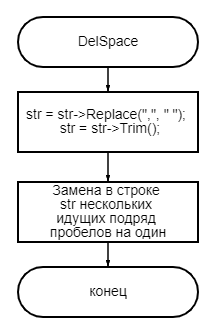 DelSpace
str = str->Replace(",", " ");
str = str->Trim();
Замена в строке
str нескольких
идущих подряд
пробелов на один
конец